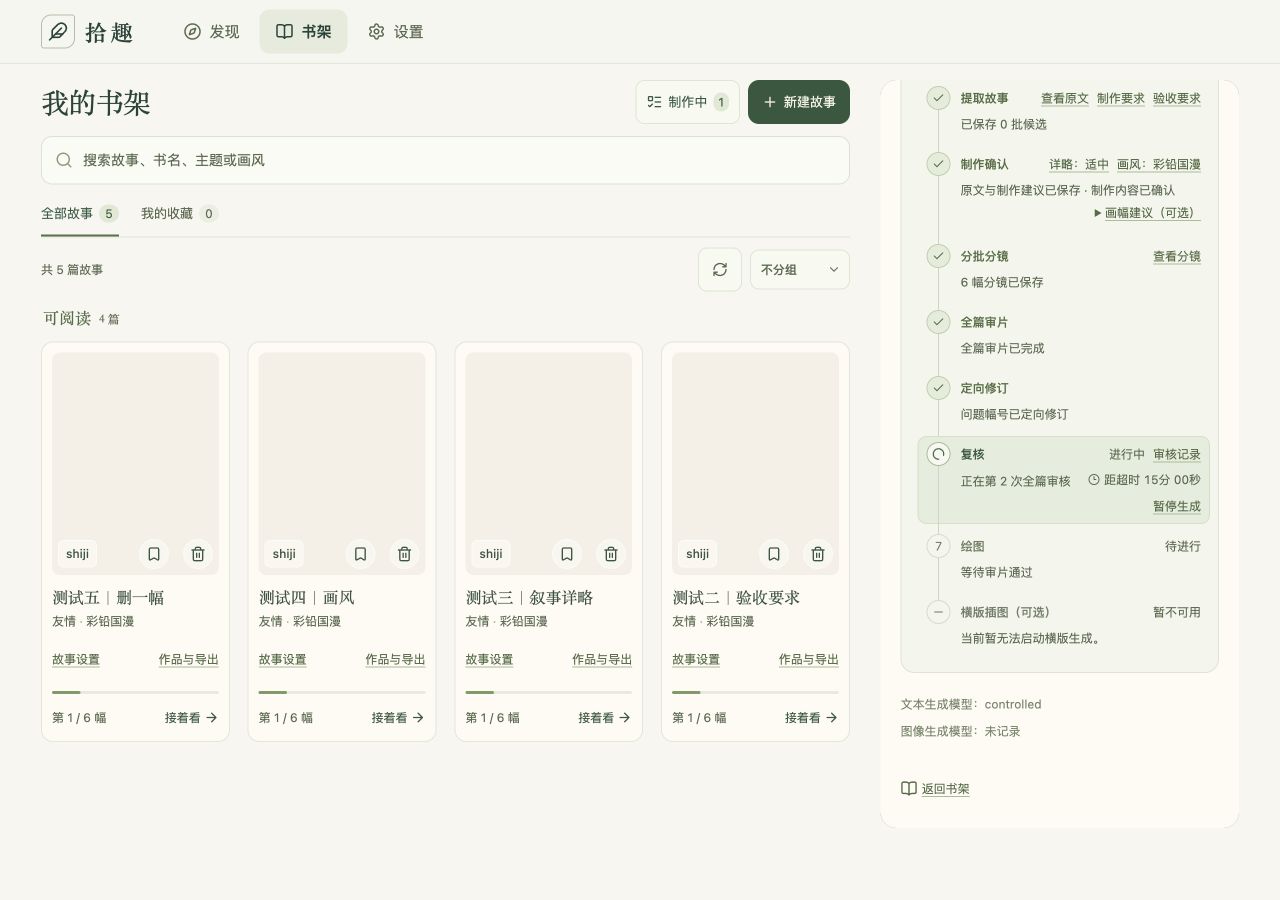 拾趣
发现
书架
设置
我的书架
制作中 1
新建故事
搜索故事、书名、主题或画风
全部故事 5
我的收藏 0
共 5 篇故事
不分组
可阅读 4 篇
shiji
测试五｜删一幅
友情 · 彩铅国漫
故事设置 作品与导出
第 1 / 6 幅 接着看
shiji
测试四｜画风
友情 · 彩铅国漫
故事设置 作品与导出
第 1 / 6 幅 接着看
shiji
测试三｜叙事详略
友情 · 彩铅国漫
故事设置 作品与导出
第 1 / 6 幅 接着看
shiji
测试二｜验收要求
友情 · 彩铅国漫
故事设置 作品与导出
第 1 / 6 幅 接着看
提取故事 查看原文 制作要求 验收要求
已保存 0 批候选
制作确认 详略：适中 画风：彩铅国漫
原文与制作建议已保存 · 制作内容已确认
画幅建议（可选）
分批分镜 查看分镜
6 幅分镜已保存
全篇审片
全篇审片已完成
定向修订
问题幅号已定向修订
复核 进行中 审核记录
正在第 2 次全篇审核 距超时 15分 00秒
暂停生成
7 绘图 待进行
等待审片通过
横版插图（可选） 暂不可用
当前暂无法启动横版生成。
文本生成模型：controlled
图像生成模型：未记录
返回书架